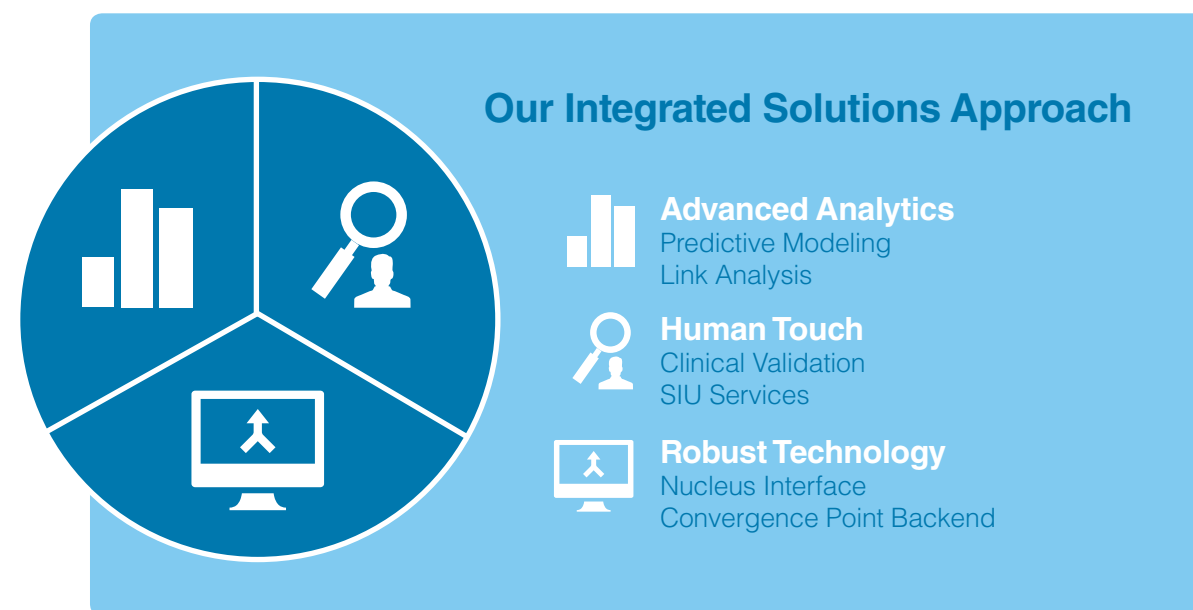 Our Integrated Solutions Approach
Advanced Analytics
Predictive Modeling
Link Analysis
Human Touch
Clinical Validation
SIU Services
Robust Technology
Nucleus Interface
Convergence Point Backend